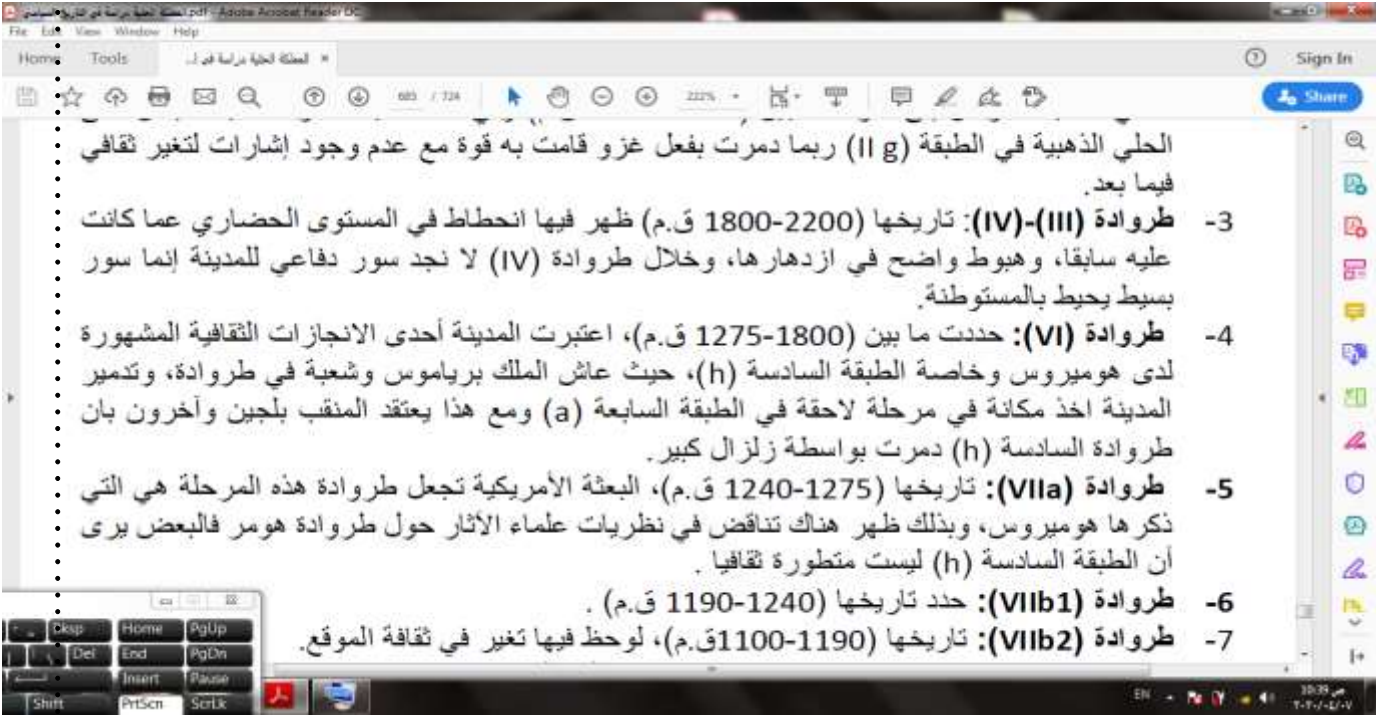 File Edit View Window Help
Home Tools
Sign In
/ 724
222%
Share
الحلي الذهبية في الطبقة (II g) ربما دمرت بفعل غزو قامت به قوة مع عدم وجود إشارات لتغير ثقافي
فيما بعد.
3- طروادة (III)-(IV): تاريخها (2200-1800 ق.م) ظهر فيها انحطاط في المستوى الحضاري عما كانت
عليه سابقا، وهبوط واضح في ازدهارها، وخلال طروادة (IV) لا نجد سور دفاعي للمدينة إنما سور
بسيط يحيط بالمستوطنة.
4- طروادة (VI): حددت ما بين (1800-1275 ق.م)، اعتبرت المدينة أحدى الانجازات الثقافية المشهورة
لدى هوميروس وخاصة الطبقة السادسة (h)، حيث عاش الملك برياموس وشعبة في طروادة، وتدمير
المدينة اخذ مكانة في مرحلة لاحقة في الطبقة السابعة (a) ومع هذا يعتقد المنقب بلجين وآخرون بان
طروادة السادسة (h) دمرت بواسطة زلزال كبير.
5- طروادة (VIIa): تاريخها (1275-1240 ق.م)، البعثة الأمريكية تجعل طروادة هذه المرحلة هي التي
ذكرها هوميروس، وبذلك ظهر هناك تناقض في نظريات علماء الأثار حول طروادة هومر فالبعض يرى
أن الطبقة السادسة (h) ليست متطورة ثقافيا .
6- طروادة (VIIb1): حدد تاريخها (1240-1190 ق.م) .
7- طروادة (VIIb2): تاريخها (1190-1100ق.م)، لوحظ فيها تغير في ثقافة الموقع.
Home PgUp
Del End PgDn
Insert Pause
Shift PrtScn ScrLk
EN
10:39 ص